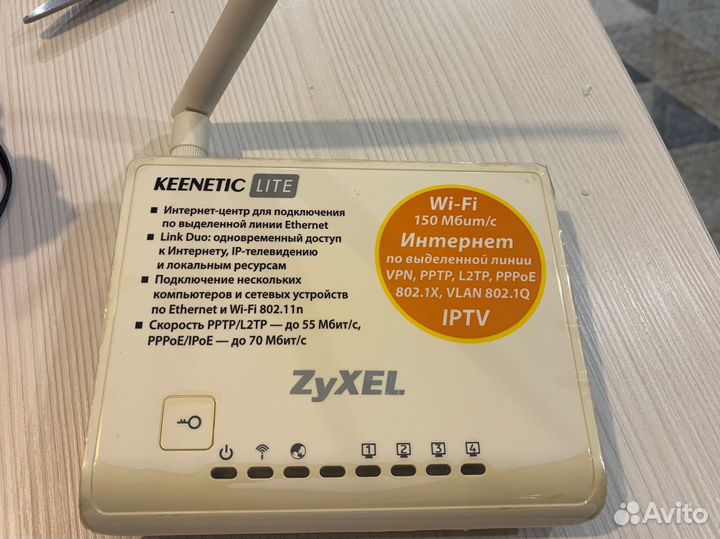 KEENETIC LITE
▪ Интернет-центр для подключения
по выделенной линии Ethernet
▪ Link Duo: одновременный доступ
к Интернету, IP-телевидению
и локальным ресурсам
▪ Подключение нескольких
компьютеров и сетевых устройств
по Ethernet и Wi-Fi 802.11n
▪ Скорость PPTP/L2TP — до 55 Мбит/с,
PPPoE/IPoE — до 70 Мбит/с
Wi-Fi
150 Мбит/с
Интернет
по выделенной линии
VPN, PPTP, L2TP, PPPoE
802.1X, VLAN 802.1Q
IPTV
ZyXEL
1 2 3 4
Avito